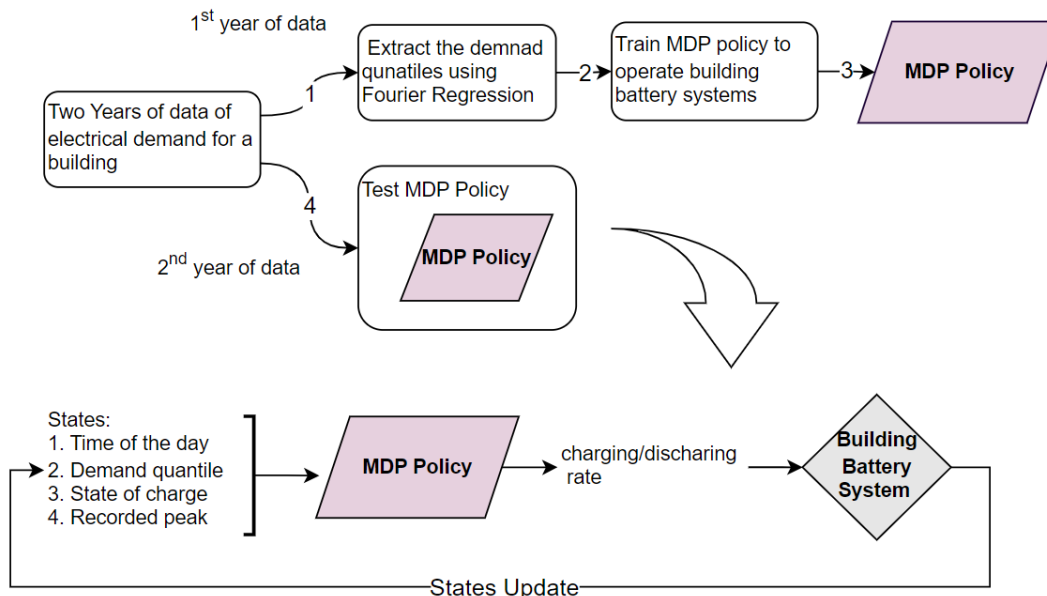 1st year of data
Extract the demnad
qunatiles using
Fourier Regression
Train MDP policy to
operate building
battery systems
MDP Policy
1
2
3
Two Years of data of
electrical demand for a
building
4
Test MDP Policy
MDP Policy
2nd year of data
States:
1. Time of the day
2. Demand quantile
3. State of charge
4. Recorded peak
MDP Policy
charging/discharing
rate
Building
Battery
System
States Update